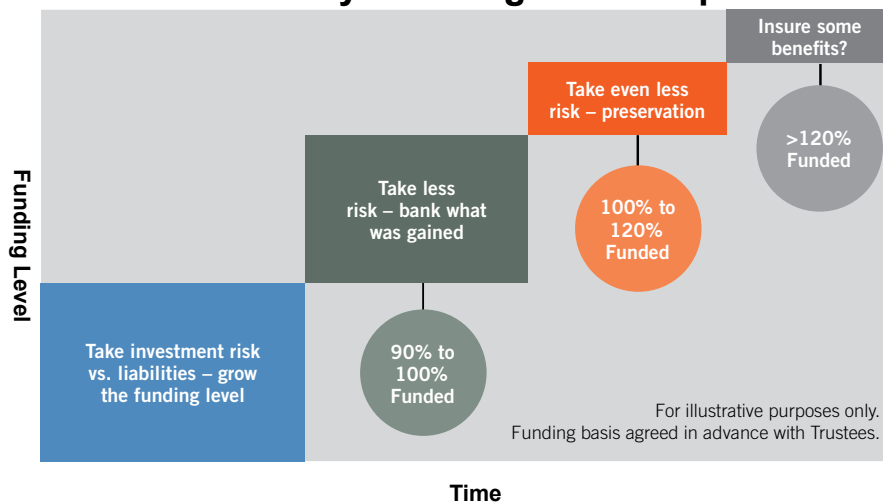 Insure some
benefits?
Take even less
risk – preservation
>120%
Funded
Take less
risk – bank what
was gained
100% to
120%
Funded
Funding Level
Take investment risk
vs. liabilities – grow
the funding level
90% to
100%
Funded
For illustrative purposes only.
Funding basis agreed in advance with Trustees.
Time